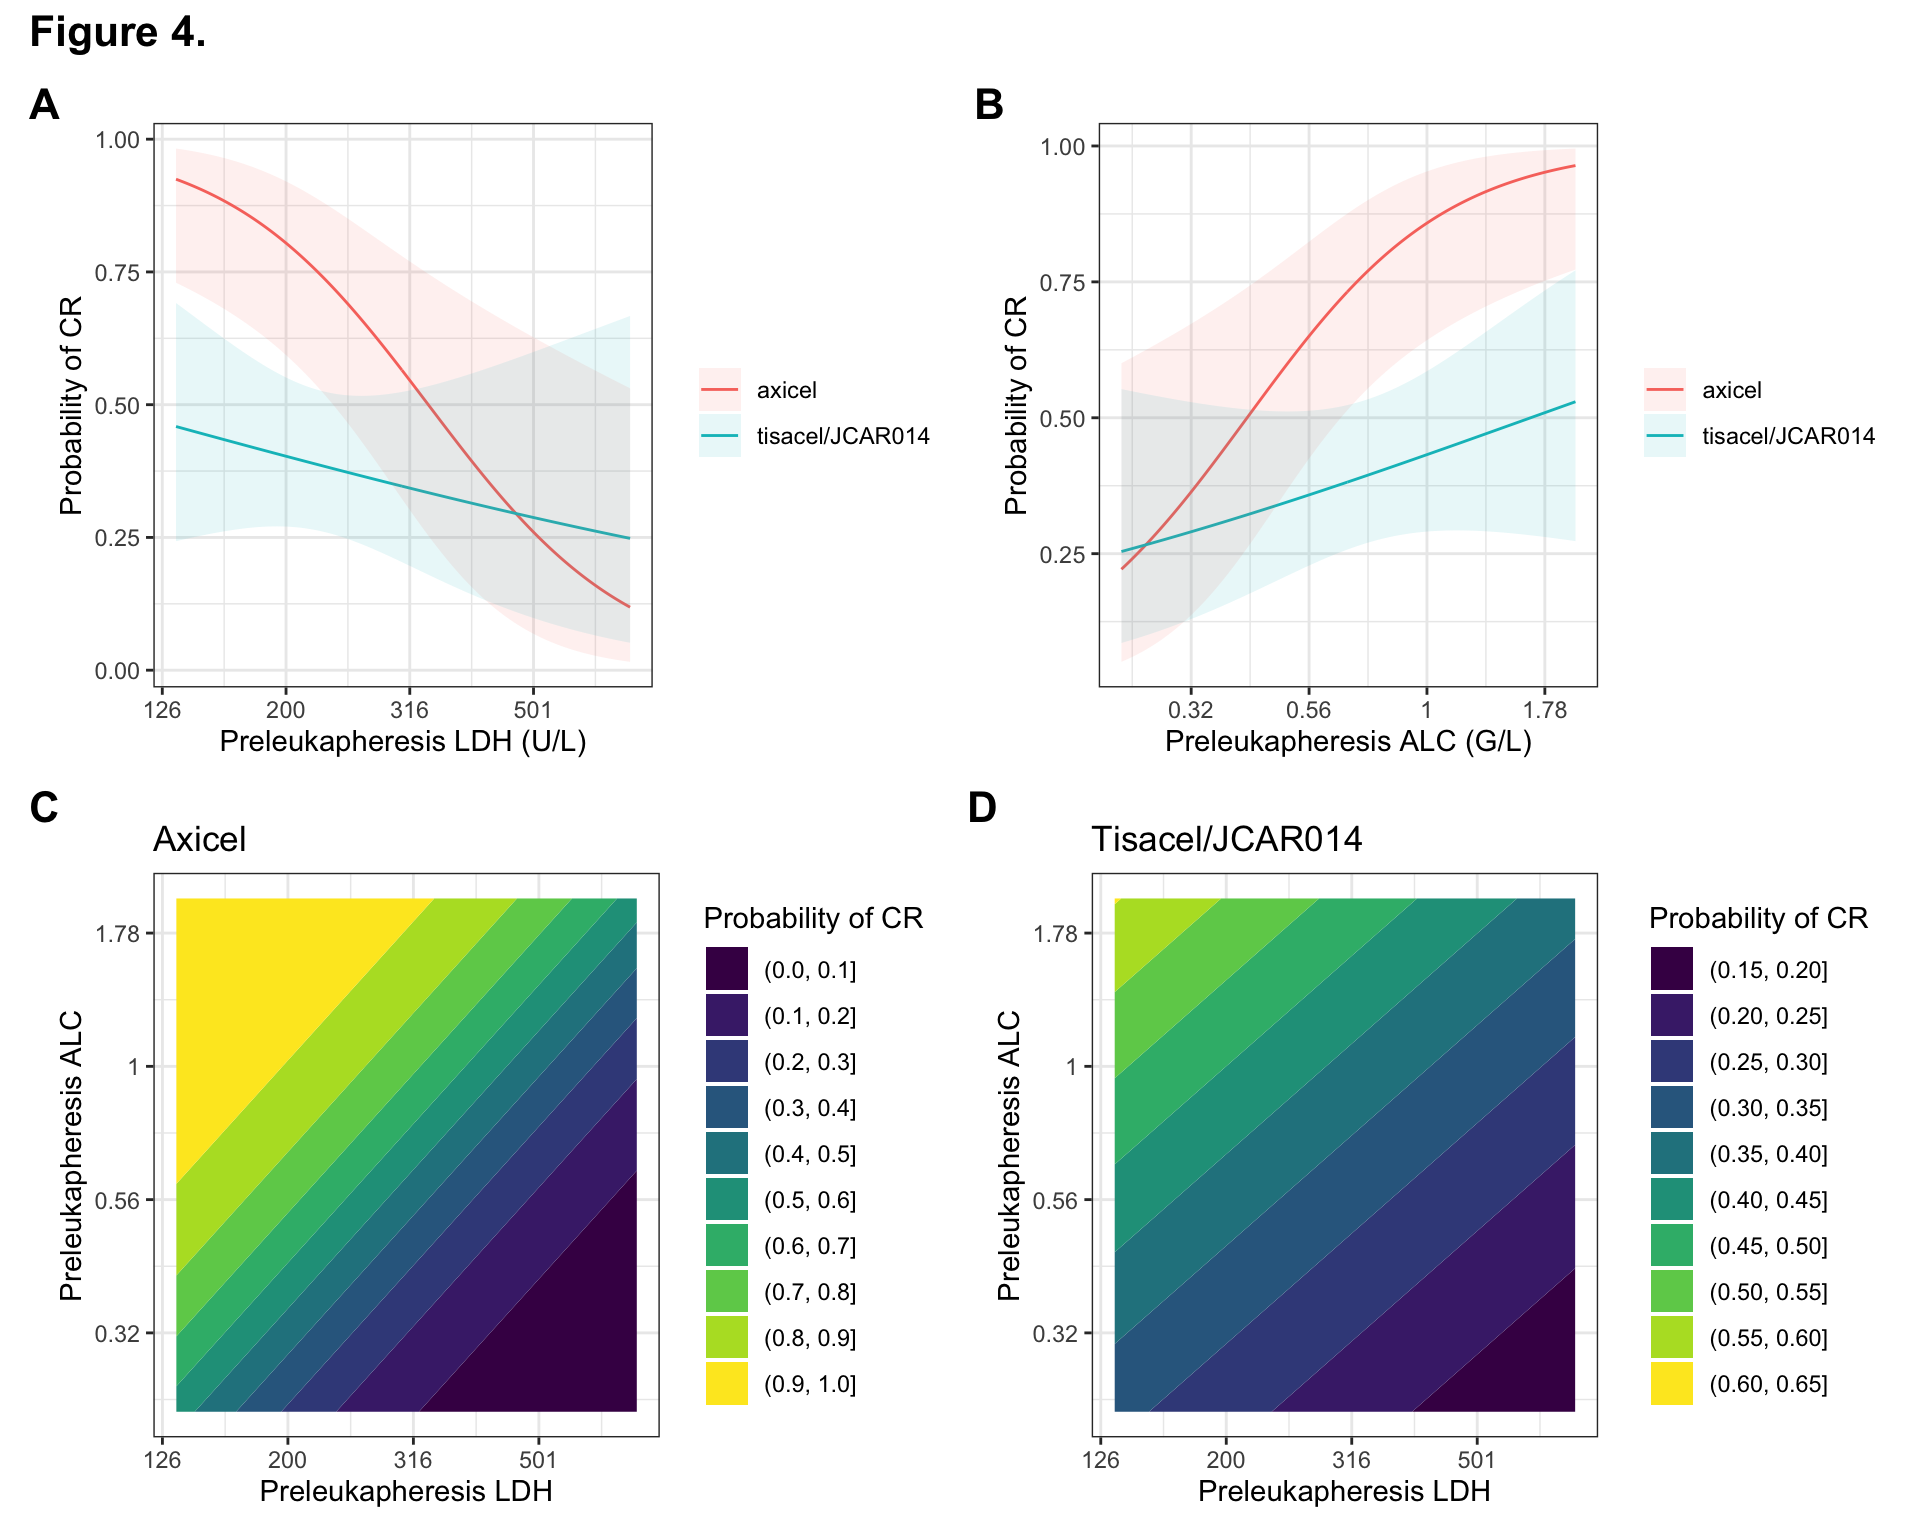 Figure 4.
A
1.00
0.75
0.50
0.25
0.00
Probability of CR
126 200 316 501
Preleukapheresis LDH (U/L)
axicel
tisacel/JCAR014
B
1.00
0.75
0.50
0.25
Probability of CR
0.32 0.56 1 1.78
Preleukapheresis ALC (G/L)
axicel
tisacel/JCAR014
C
Axicel
1.78
1
0.56
0.32
Preleukapheresis ALC
126 200 316 501
Preleukapheresis LDH
Probability of CR
(0.0, 0.1]
(0.1, 0.2]
(0.2, 0.3]
(0.3, 0.4]
(0.4, 0.5]
(0.5, 0.6]
(0.6, 0.7]
(0.7, 0.8]
(0.8, 0.9]
(0.9, 1.0]
D
Tisacel/JCAR014
1.78
1
0.56
0.32
Preleukapheresis ALC
126 200 316 501
Preleukapheresis LDH
Probability of CR
(0.15, 0.20]
(0.20, 0.25]
(0.25, 0.30]
(0.30, 0.35]
(0.35, 0.40]
(0.40, 0.45]
(0.45, 0.50]
(0.50, 0.55]
(0.55, 0.60]
(0.60, 0.65]